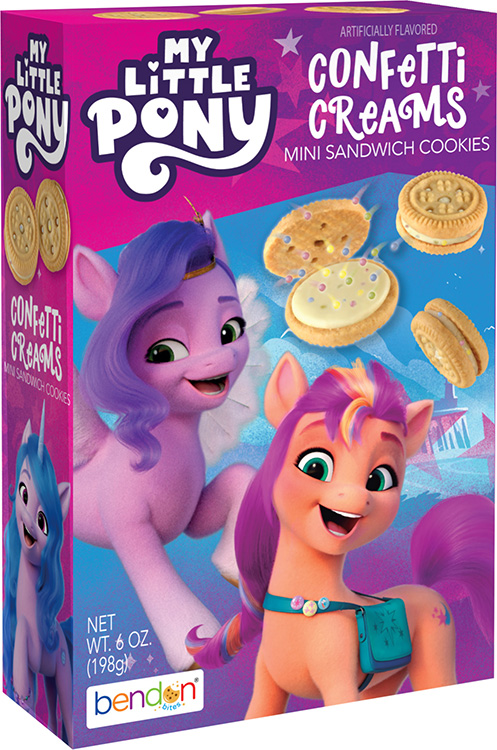 MY
LiTTLE
PONY
CONFETTi
CREAMS
MINI SANDWICH COOKIES
MY
LiTTLE
PONY
ARTIFICIALLY FLAVORED
CONFETTi
CREAMS
MINI SANDWICH COOKIES
NET
WT. 6 OZ.
(198g)
bendon®
bites